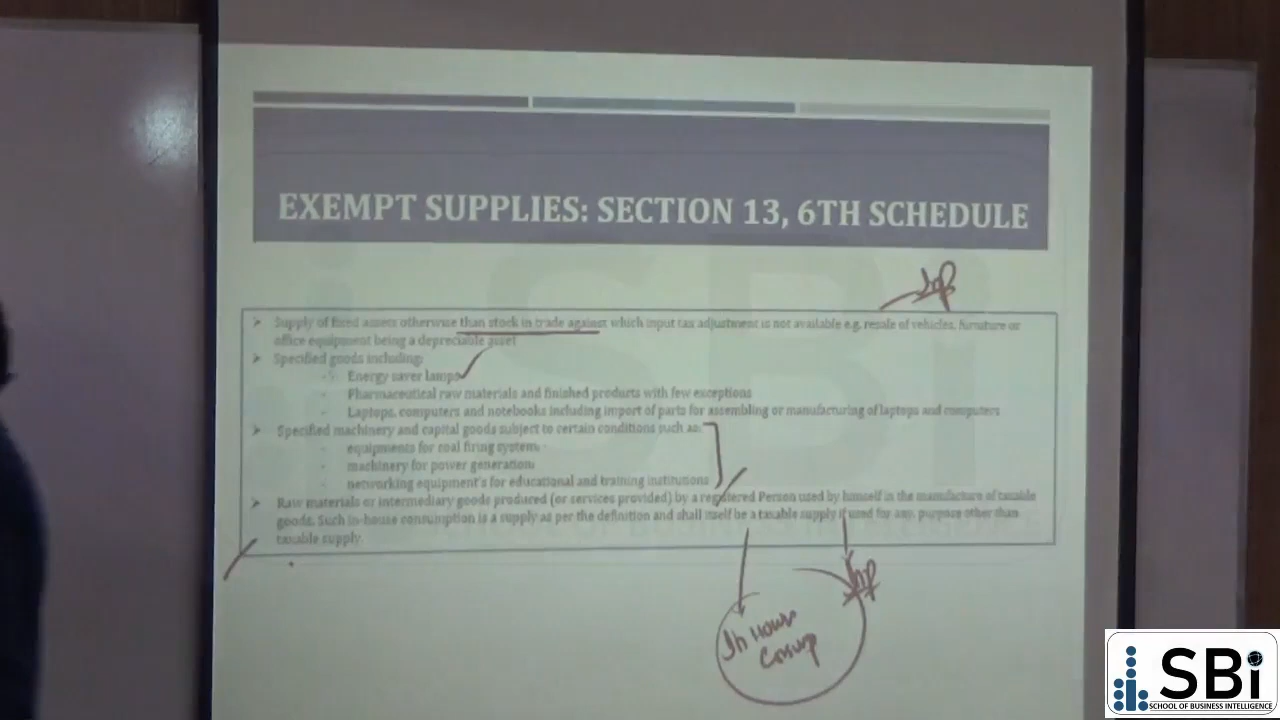 EXEMPT SUPPLIES: SECTION 13, 6TH SCHEDULE
Inp
Supply of fixed assets otherwise than stock in trade against which input tax adjustment is not available e.g. resale of vehicles, furniture or
office equipment being a depreciable asset
Specified goods including:
- Energy saver lamps
- Pharmaceutical raw materials and finished products with few exceptions
- Laptops, computers and notebooks including import of parts for assembling or manufacturing of laptops and computers
Specified machinery and capital goods subject to certain conditions such as:
- equipments for coal firing system
- machinery for power generation
- networking equipment's for educational and training institutions
Raw materials or intermediary goods produced (or services provided) by a registered Person used by himself in the manufacture of taxable
goods. Such in-house consumption is a supply as per the definition and shall itself be a taxable supply if used for any purpose other than
taxable supply.
Inp
In House
Consup
iSBi
SCHOOL OF BUSINESS INTELLIGENCE